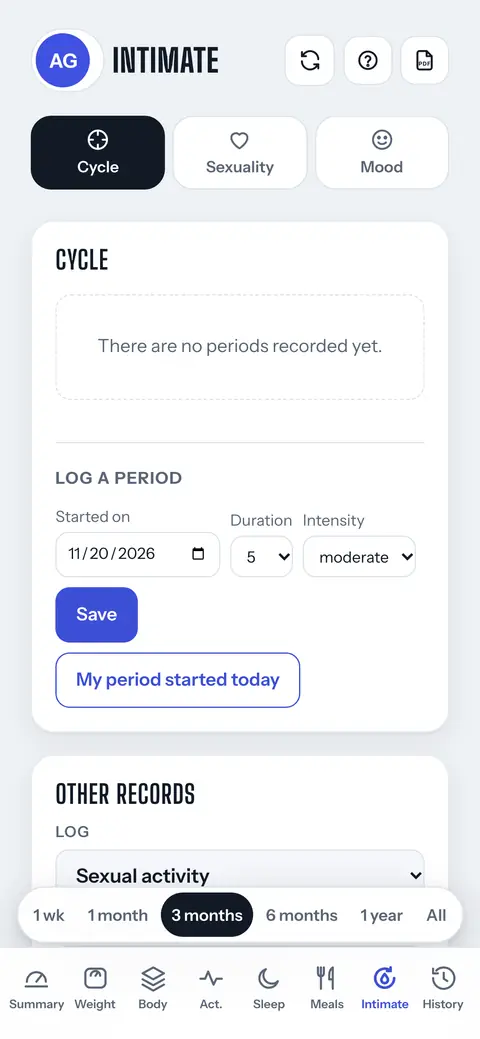 AG INTIMATE
PDF
Cycle Sexuality Mood
CYCLE
There are no periods recorded yet.
LOG A PERIOD
Started on Duration Intensity
11/20/2026 5 moderate
Save
My period started today
OTHER RECORDS
LOG
Sexual activity
1 wk 1 month 3 months 6 months 1 year All
Summary Weight Body Act. Sleep Meals Intimate History